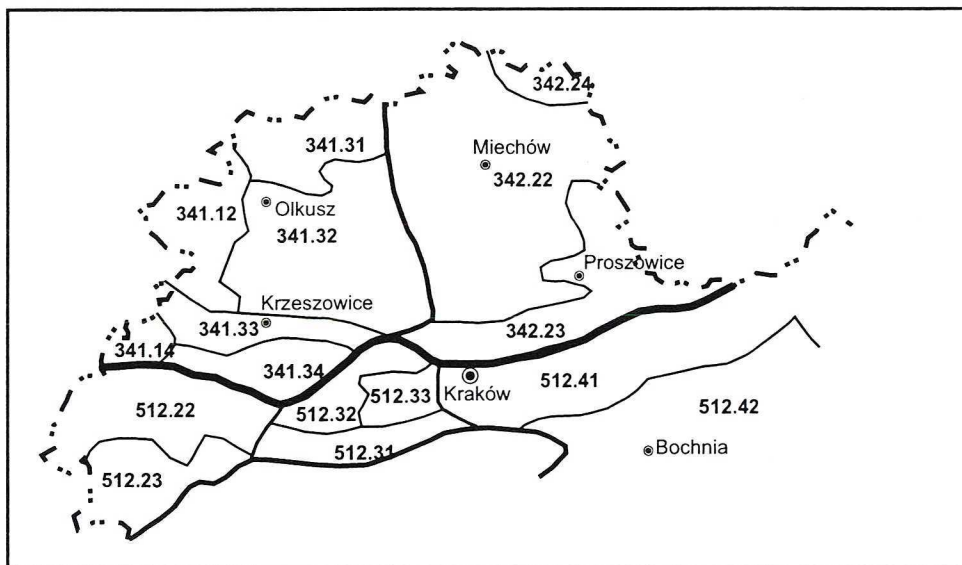 342.24
341.31
Miechów
342.22
341.12
Olkusz
341.32
Proszowice
Krzeszowice
341.33
342.23
341.14
341.34
512.33
Kraków
512.41
512.22
512.32
512.42
512.31
Bochnia
512.23